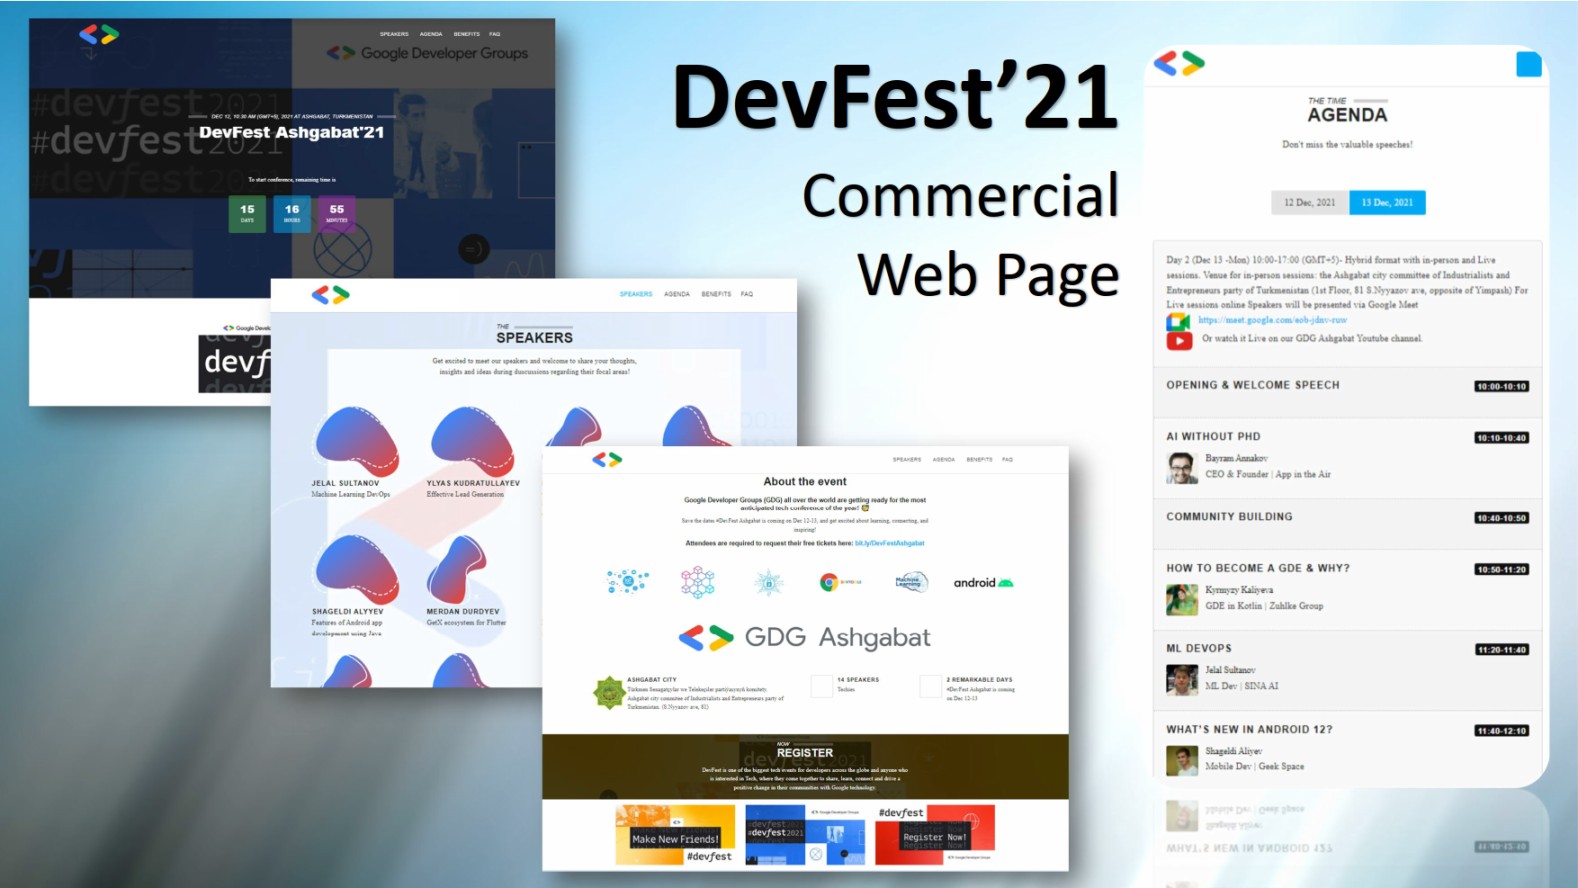 SPEAKERS AGENDA BENEFITS FAQ
Google Developer Groups
#devfest2021
#devfest2021
#devfest2021
DEC 12, 10:30 AM (GMT+5), 2021 AT ASHGABAT, TURKMENISTAN
DevFest Ashgabat'21
To start conference, remaining time is
15 16 55
DAYS HOURS MINUTES
DevFest’21
Commercial
Web Page
SPEAKERS AGENDA BENEFITS FAQ
THE
SPEAKERS
Get excited to meet our speakers and welcome to share your thoughts,
insights and ideas during duscrussions regarding their focal areas!
JELAL SULTANOV
Machine Learning DevOps
YLYAS KUDRATULLAYEV
Effective Lead Generation
SHAGELDI ALYYEV
Features of Android app
development using Java
MERDAN DURDYEV
GetX ecosystem for Flutter
SPEAKERS AGENDA BENEFITS FAQ
About the event
Google Developer Groups (GDG) all over the world are getting ready for the most
anticipated tech conference of the year!
Save the dates #DevFest Ashgabat is coming on Dec 12-13, and get excited about learning, connecting, and
inspiring!
Attendees are required to request their free tickets here: bit.ly/DevFestAshgabat
Machine
Learning
android
GDG Ashgabat
ASHGABAT CITY
Ashgabat city committee of Industrialists and Entrepreneurs party of
Turkmenistan. (S.Nyyazov ave, 81)
14 SPEAKERS
Techies
2 REMARKABLE DAYS
#DevFest Ashgabat is coming
on Dec 12-13
NOW
REGISTER
DevFest is one of the biggest tech events for developers across the globe and anyone who
is interested in Tech, where they come together to share, learn, connect and drive a
positive change in their communities with Google technology.
Make New Friends!
#devfest
Google Developer Groups
#devfest2021
#devfest
Register Now!
Google Developer Groups
THE TIME
AGENDA
Don't miss the valuable speeches!
12 Dec, 2021 13 Dec, 2021
Day 2 (Dec 13 -Mon) 10:00-17:00 (GMT+5)- Hybrid format with in-person and Live
sessions. Venue for in-person sessions: the Ashgabat city committee of Industrialists and
Entrepreneurs party of Turkmenistan (1st Floor, 81 S.Nyyazov ave, opposite of Yimpash) For
Live sessions online Speakers will be presented via Google Meet
https://meet.google.com/eob-jdnv-ruw
Or watch it Live on our GDG Ashgabat Youtube channel.
OPENING & WELCOME SPEECH 10:00-10:10
AI WITHOUT PHD 10:10-10:40
Bayram Annakov
CEO & Founder | App in the Air
COMMUNITY BUILDING 10:40-10:50
HOW TO BECOME A GDE & WHY? 10:50-11:20
Kyrmyzy Kaliyeva
GDE in Kotlin | Zuhlke Group
ML DEVOPS 11:20-11:40
Jelal Sultanov
ML Dev | SINA AI
WHAT'S NEW IN ANDROID 12? 11:40-12:10
Shageldi Aliyev
Mobile Dev | Geek Space